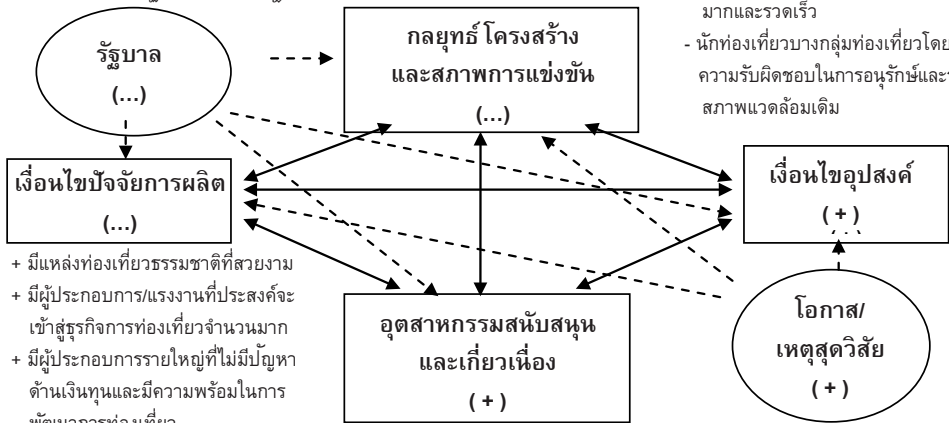 มากและรวดเร็ว
- นักท่องเที่ยวบางกลุ่มท่องเที่ยวโดย
ความรับผิดชอบในการอนุรักษ์และ
สภาพแวดล้อมเดิม
รัฐบาล
(...)
กลยุทธ์ โครงสร้าง
และสภาพการแข่งขัน
(...)
เงื่อนไขปัจจัยการผลิต
(...)
เงื่อนไขอุปสงค์
( + )
+ มีแหล่งท่องเที่ยวธรรมชาติที่สวยงาม
+ มีผู้ประกอบการ/แรงงานที่ประสงค์จะ
เข้าสู่ธุรกิจการท่องเที่ยวจำนวนมาก
+ มีผู้ประกอบการรายใหญ่ที่ไม่มีปัญหา
ด้านเงินทุนและมีความพร้อมในการ
พัฒนาการท่องเที่ยว
อุตสาหกรรมสนับสนุน
และเกี่ยวเนื่อง
( + )
โอกาส/
เหตุสุดวิสัย
( + )